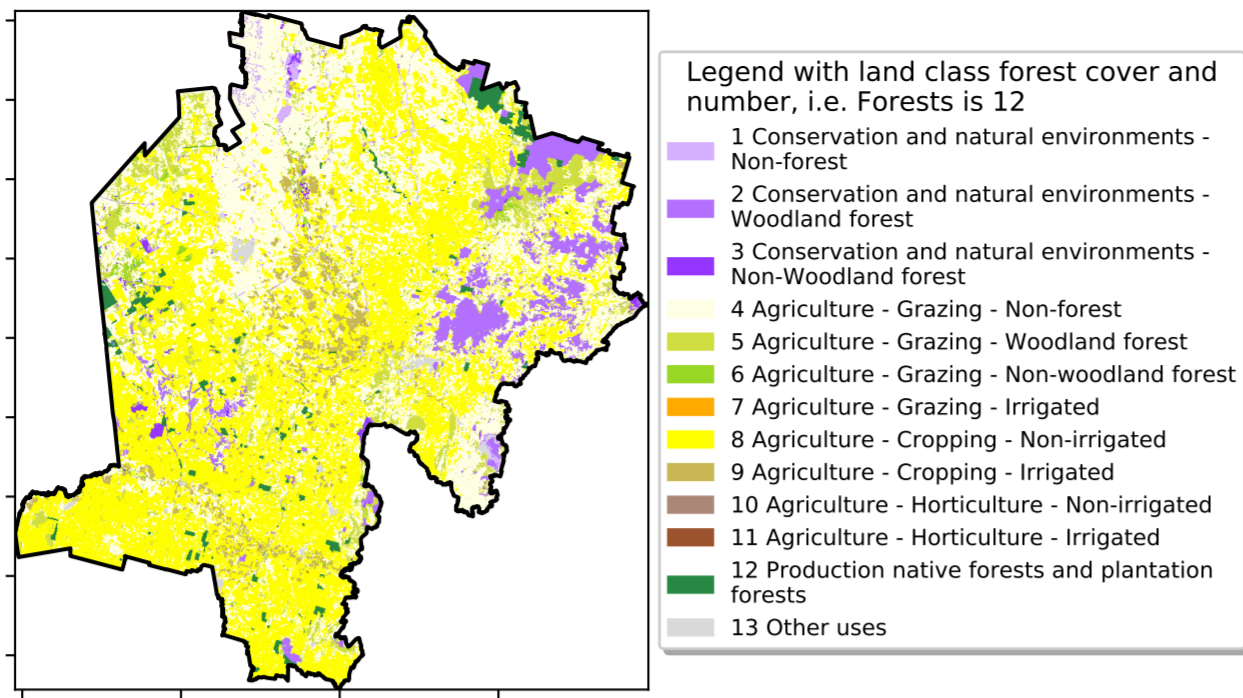 Legend with land class forest cover and
number, i.e. Forests is 12
1 Conservation and natural environments -
Non-forest
2 Conservation and natural environments -
Woodland forest
3 Conservation and natural environments -
Non-Woodland forest
4 Agriculture - Grazing - Non-forest
5 Agriculture - Grazing - Woodland forest
6 Agriculture - Grazing - Non-woodland forest
7 Agriculture - Grazing - Irrigated
8 Agriculture - Cropping - Non-irrigated
9 Agriculture - Cropping - Irrigated
10 Agriculture - Horticulture - Non-irrigated
11 Agriculture - Horticulture - Irrigated
12 Production native forests and plantation
forests
13 Other uses